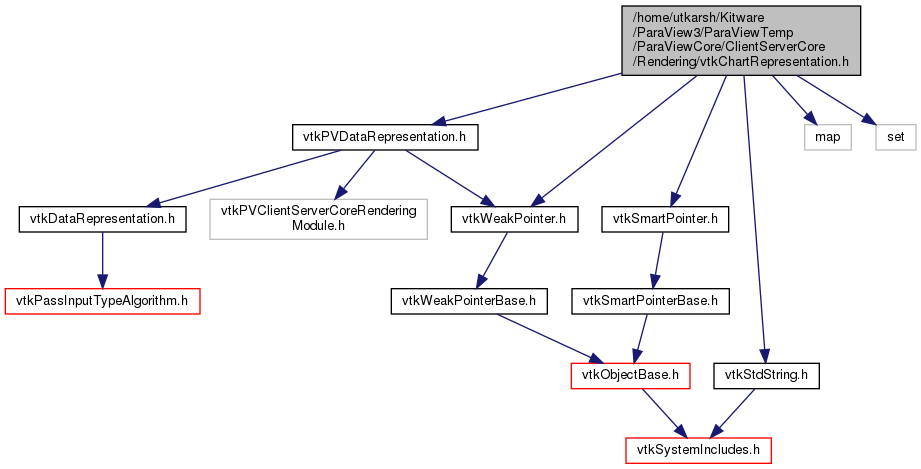 /home/utkarsh/Kitware
/ParaView3/ParaViewTemp
/ParaViewCore/ClientServerCore
/Rendering/vtkChartRepresentation.h
vtkPVDataRepresentation.h
map
set
vtkDataRepresentation.h
vtkPVClientServerCoreRendering
Module.h
vtkWeakPointer.h
vtkSmartPointer.h
vtkPassInputTypeAlgorithm.h
vtkWeakPointerBase.h
vtkSmartPointerBase.h
vtkObjectBase.h
vtkStdString.h
vtkSystemIncludes.h